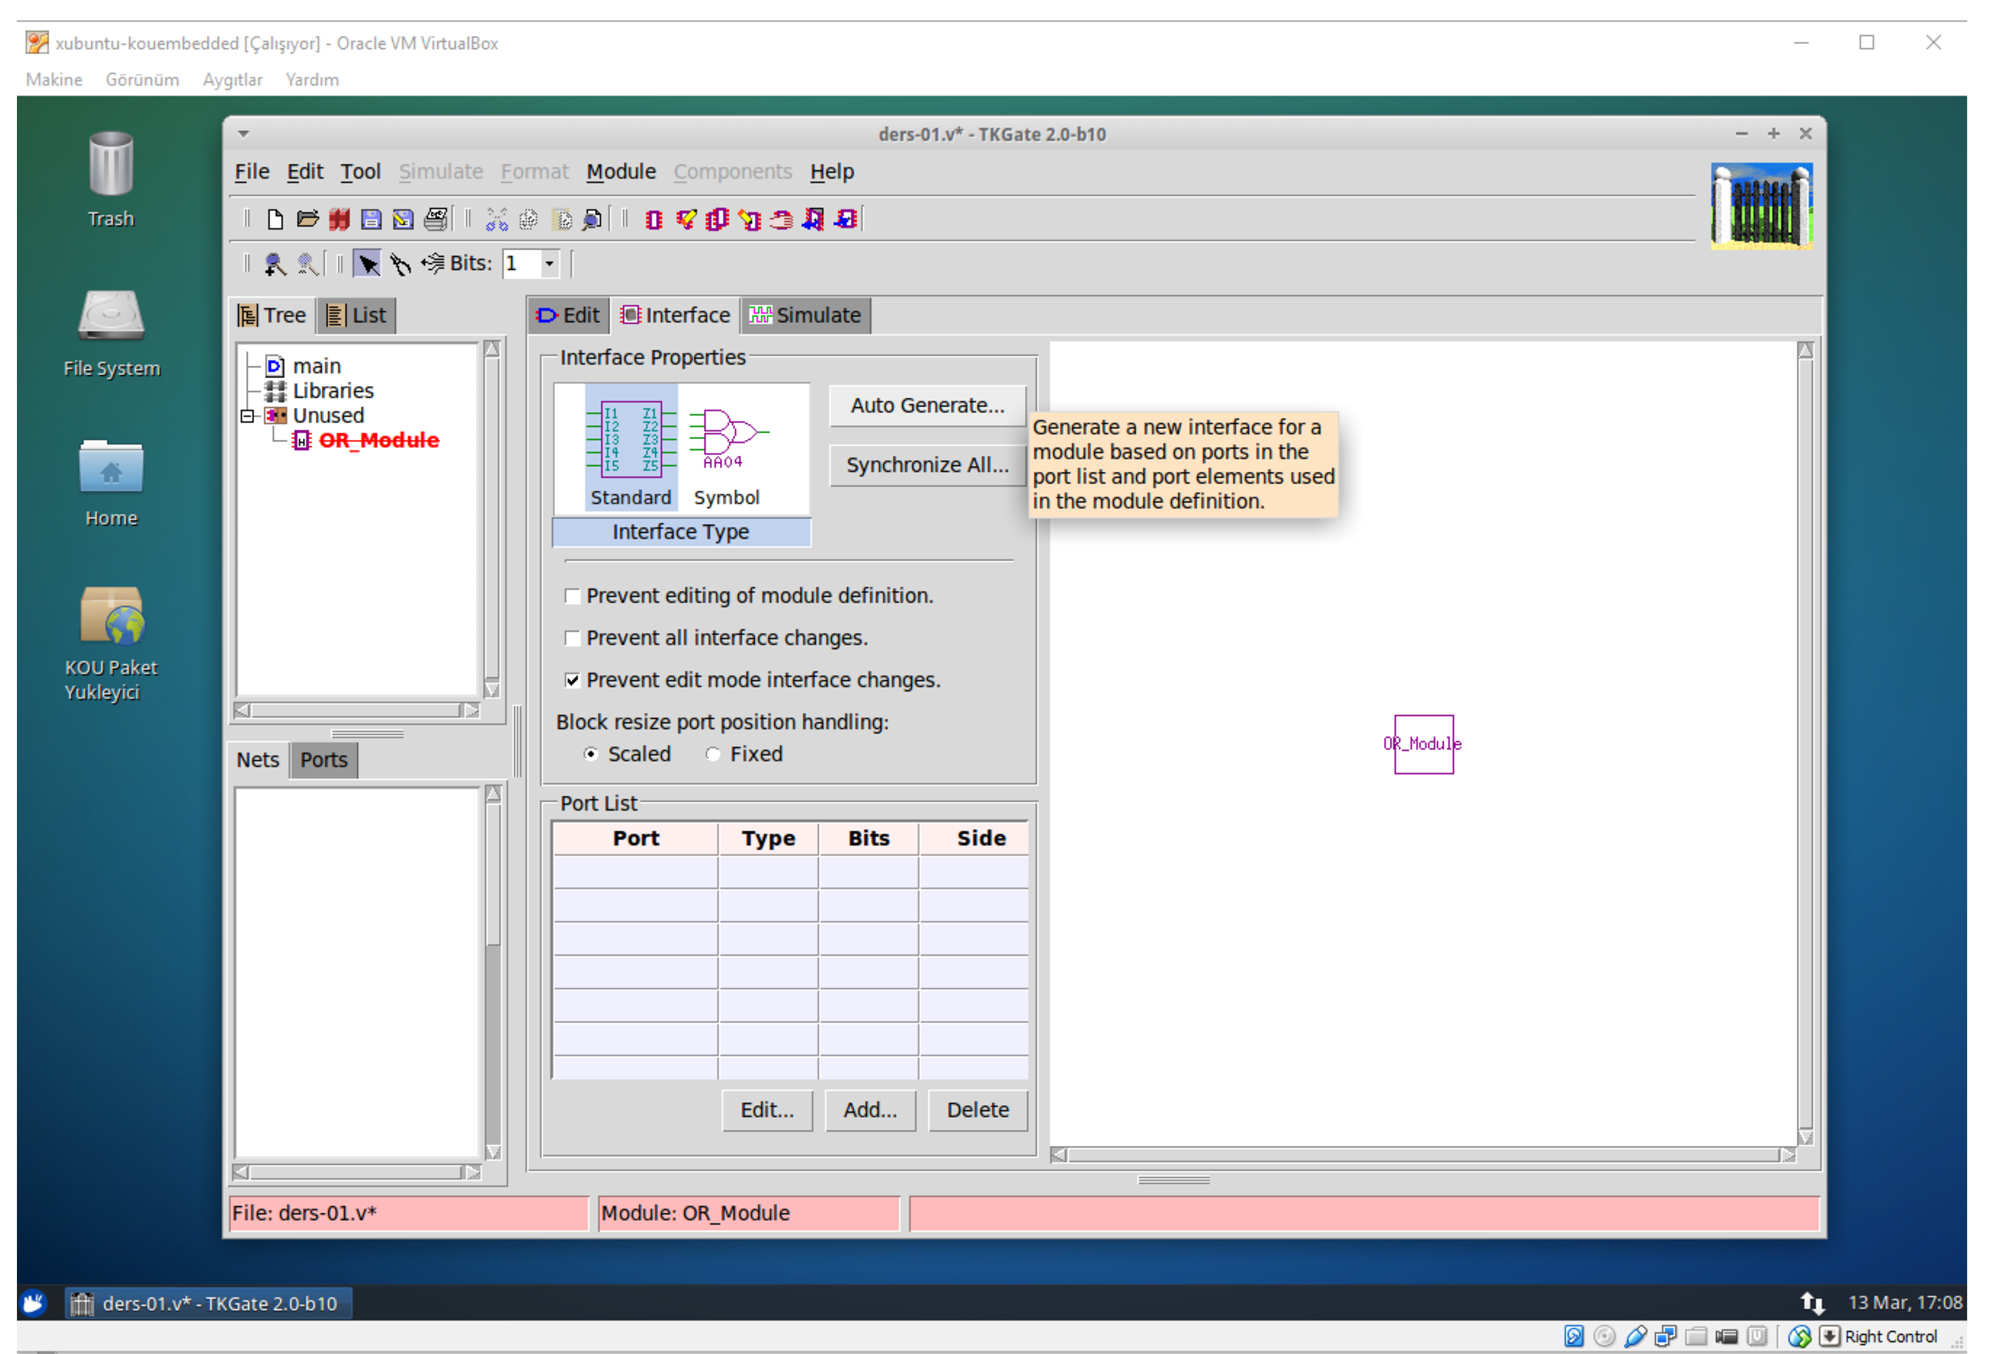 xubuntu-kouembedded [Çalışıyor] - Oracle VM VirtualBox
Makine Görünüm Aygıtlar Yardım
ders-01.v* - TKGate 2.0-b10
File Edit Tool Simulate Format Module Components Help
Bits: 1
Trash
File System
Home
KOU Paket
Yukleyici
Tree List
main
Libraries
Unused
OR_Module
Nets Ports
Edit Interface Simulate
Interface Properties
I1 Z1
I2 Z2
I3 Z3
I4 Z4
I5 Z5
AA04
Standard Symbol
Interface Type
Auto Generate...
Synchronize All...
Generate a new interface for a
module based on ports in the
port list and port elements used
in the module definition.
Prevent editing of module definition.
Prevent all interface changes.
Prevent edit mode interface changes.
Block resize port position handling:
Scaled Fixed
Port List
Port Type Bits Side
Edit... Add... Delete
OR_Module
File: ders-01.v* Module: OR_Module
ders-01.v* - TKGate 2.0-b10
13 Mar, 17:08
Right Control